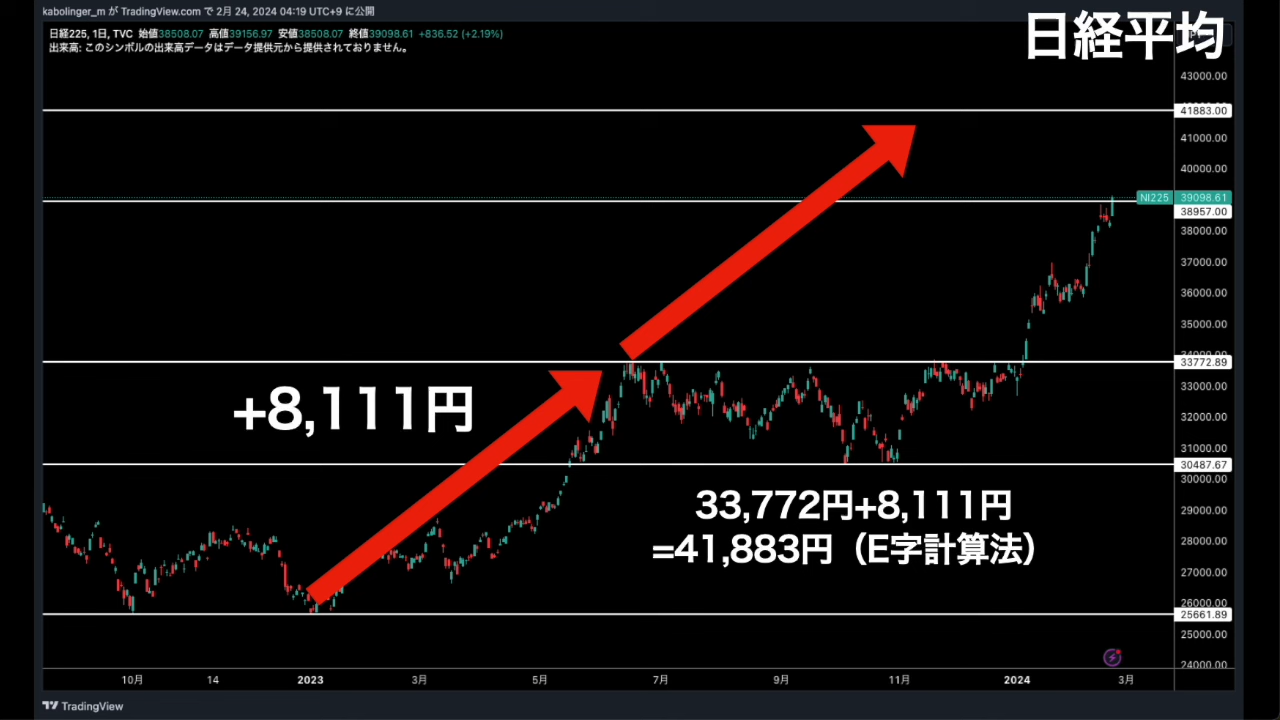 kabolinger_m が TradingView.com で 2月 24, 2024 04:19 UTC+9 に公開
日経平均
日経225, 1日, TVC 始値38508.07 高値39156.97 安値38508.07 終値39098.61 +836.52 (+2.19%)
出来高: このシンボルの出来高データはデータ提供元から提供されておりません。
43000.00
41883.00
41000.00
40000.00
NI225 39098.61
38957.00
38000.00
37000.00
36000.00
35000.00
34000.00
33772.89
33000.00
+8,111円
32000.00
31000.00
30487.67
30000.00
33,772円+8,111円
=41,883円（E字計算法）
29000.00
28000.00
27000.00
26000.00
25661.89
25000.00
24000.00
10月 14 2023 3月 5月 7月 9月 11月 2024 3月
TradingView